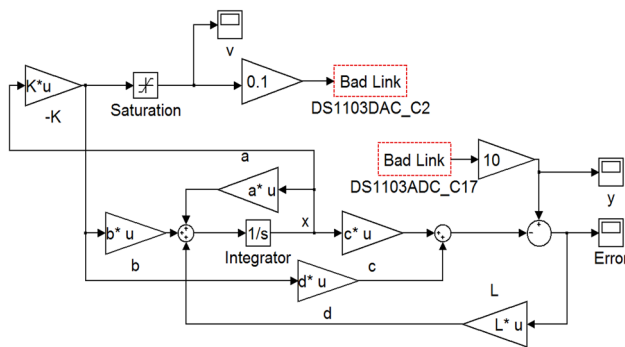 v
K*u
-K
Saturation
0.1
Bad Link
DS1103DAC_C2
a
a* u
Bad Link
DS1103ADC_C17
10
y
b* u
b
1/s
Integrator
x
c* u
c
-
Error
d* u
d
L
L* u